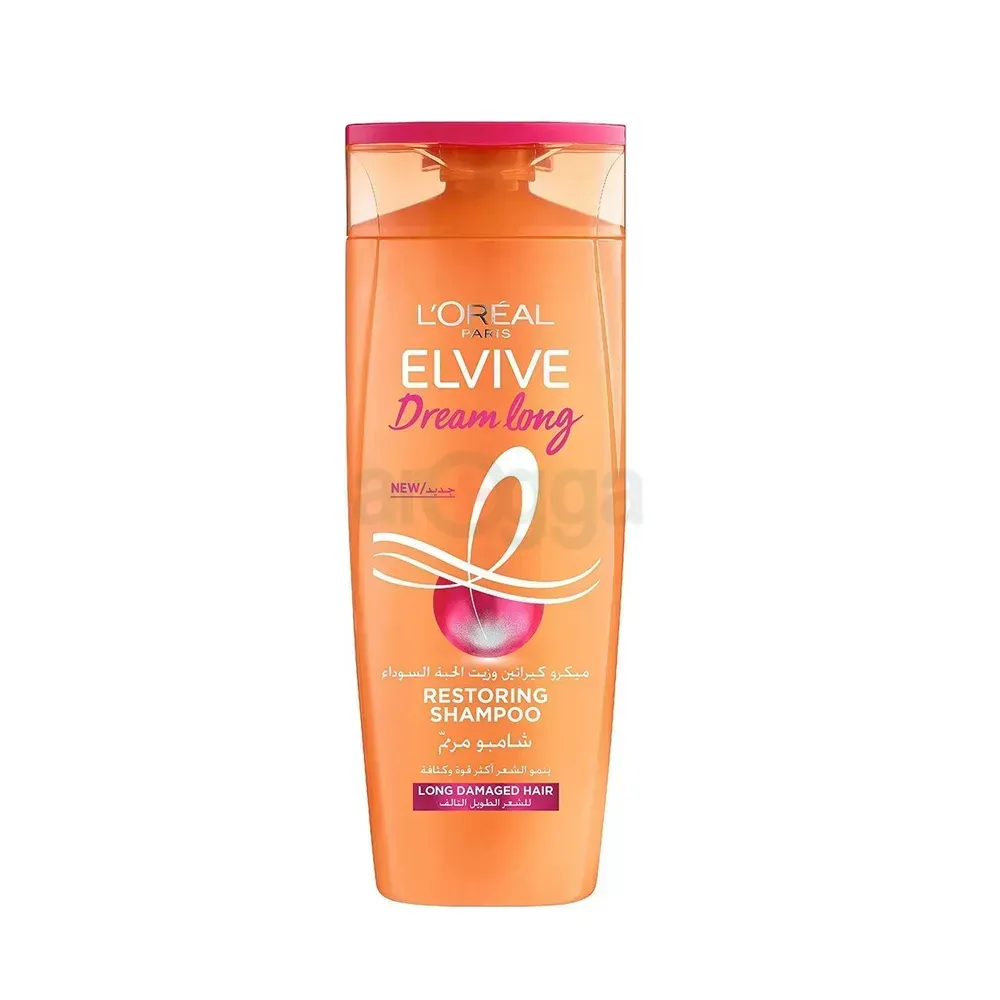 L'ORÉAL
PARIS
ELVIVE
Dream long
NEW/جديد
arogga
ميكرو كيراتين وزيت الحبة السوداء
RESTORING
SHAMPOO
شامبو مرممّ
ينمو الشعر أكثر قوة وكثافة
LONG DAMAGED HAIR
للشعر الطويل التالف